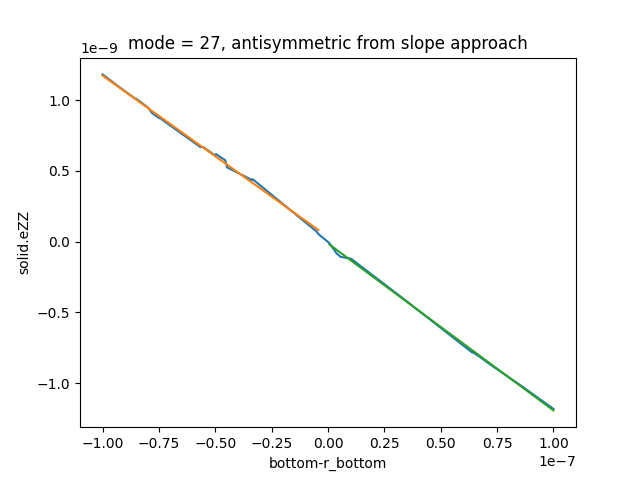 mode = 27, antisymmetric from slope approach
1e−9
1.0
0.5
0.0
−0.5
−1.0
solid.eZZ
−1.00 −0.75 −0.50 −0.25 0.00 0.25 0.50 0.75 1.00
bottom-r_bottom
1e−7